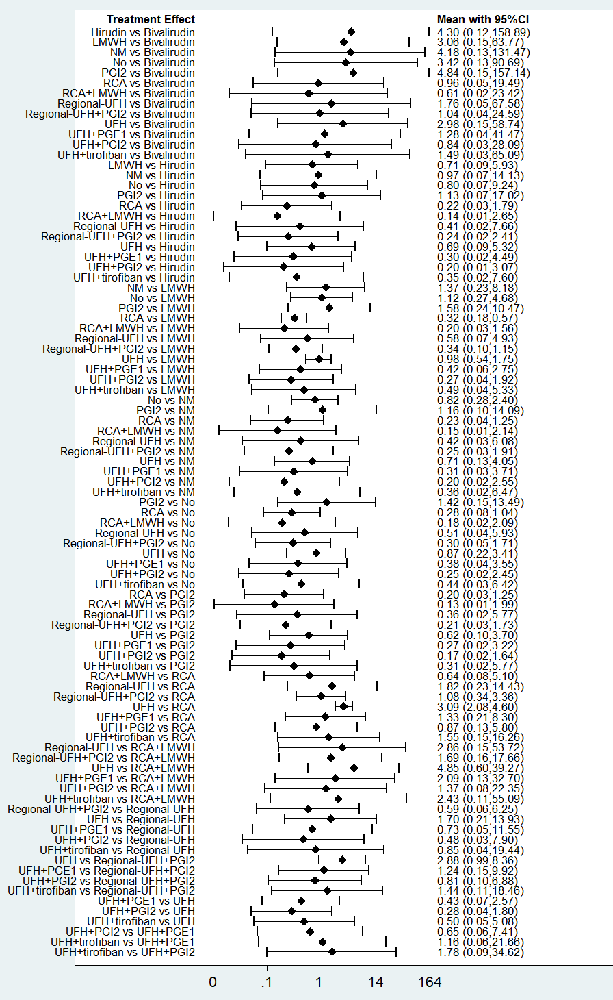 Treatment Effect Mean with 95%CI
Hirudin vs Bivalirudin 4.30 (0.12,158.89)
LMWH vs Bivalirudin 3.06 (0.15,63.77)
NM vs Bivalirudin 4.18 (0.13,131.47)
No vs Bivalirudin 3.42 (0.13,90.69)
PGI2 vs Bivalirudin 4.84 (0.15,157.14)
RCA vs Bivalirudin 0.96 (0.05,19.49)
RCA+LMWH vs Bivalirudin 0.61 (0.02,23.42)
Regional-UFH vs Bivalirudin 1.76 (0.05,67.58)
Regional-UFH+PGI2 vs Bivalirudin 1.04 (0.04,24.59)
UFH vs Bivalirudin 2.98 (0.15,58.74)
UFH+PGE1 vs Bivalirudin 1.28 (0.04,41.47)
UFH+PGI2 vs Bivalirudin 0.84 (0.03,28.09)
UFH+tirofiban vs Bivalirudin 1.49 (0.03,65.09)
LMWH vs Hirudin 0.71 (0.09,5.93)
NM vs Hirudin 0.97 (0.07,14.13)
No vs Hirudin 0.80 (0.07,9.24)
PGI2 vs Hirudin 1.13 (0.07,17.02)
RCA vs Hirudin 0.22 (0.03,1.79)
RCA+LMWH vs Hirudin 0.14 (0.01,2.65)
Regional-UFH vs Hirudin 0.41 (0.02,7.66)
Regional-UFH+PGI2 vs Hirudin 0.24 (0.02,2.41)
UFH vs Hirudin 0.69 (0.09,5.32)
UFH+PGE1 vs Hirudin 0.30 (0.02,4.49)
UFH+PGI2 vs Hirudin 0.20 (0.01,3.07)
UFH+tirofiban vs Hirudin 0.35 (0.02,7.60)
NM vs LMWH 1.37 (0.23,8.18)
No vs LMWH 1.12 (0.27,4.68)
PGI2 vs LMWH 1.58 (0.24,10.47)
RCA vs LMWH 0.32 (0.18,0.57)
RCA+LMWH vs LMWH 0.20 (0.03,1.56)
Regional-UFH vs LMWH 0.58 (0.07,4.93)
Regional-UFH+PGI2 vs LMWH 0.34 (0.10,1.15)
UFH vs LMWH 0.98 (0.54,1.75)
UFH+PGE1 vs LMWH 0.42 (0.06,2.75)
UFH+PGI2 vs LMWH 0.27 (0.04,1.92)
UFH+tirofiban vs LMWH 0.49 (0.04,5.33)
No vs NM 0.82 (0.28,2.40)
PGI2 vs NM 1.16 (0.10,14.09)
RCA vs NM 0.23 (0.04,1.25)
RCA+LMWH vs NM 0.15 (0.01,2.14)
Regional-UFH vs NM 0.42 (0.03,6.08)
Regional-UFH+PGI2 vs NM 0.25 (0.03,1.91)
UFH vs NM 0.71 (0.13,4.05)
UFH+PGE1 vs NM 0.31 (0.03,3.71)
UFH+PGI2 vs NM 0.20 (0.02,2.55)
UFH+tirofiban vs NM 0.36 (0.02,6.47)
PGI2 vs No 1.42 (0.15,13.49)
RCA vs No 0.28 (0.08,1.04)
RCA+LMWH vs No 0.18 (0.02,2.09)
Regional-UFH vs No 0.51 (0.04,5.93)
Regional-UFH+PGI2 vs No 0.30 (0.05,1.71)
UFH vs No 0.87 (0.22,3.41)
UFH+PGE1 vs No 0.38 (0.04,3.55)
UFH+PGI2 vs No 0.25 (0.02,2.45)
UFH+tirofiban vs No 0.44 (0.03,6.42)
RCA vs PGI2 0.20 (0.03,1.25)
RCA+LMWH vs PGI2 0.13 (0.01,1.99)
Regional-UFH vs PGI2 0.36 (0.02,5.77)
Regional-UFH+PGI2 vs PGI2 0.21 (0.03,1.73)
UFH vs PGI2 0.62 (0.10,3.70)
UFH+PGE1 vs PGI2 0.27 (0.02,3.22)
UFH+PGI2 vs PGI2 0.17 (0.02,1.64)
UFH+tirofiban vs PGI2 0.31 (0.02,5.77)
RCA+LMWH vs RCA 0.64 (0.08,5.10)
Regional-UFH vs RCA 1.82 (0.23,14.43)
Regional-UFH+PGI2 vs RCA 1.08 (0.34,3.36)
UFH vs RCA 3.09 (2.08,4.60)
UFH+PGE1 vs RCA 1.33 (0.21,8.30)
UFH+PGI2 vs RCA 0.87 (0.13,5.80)
UFH+tirofiban vs RCA 1.55 (0.15,16.26)
Regional-UFH vs RCA+LMWH 2.86 (0.15,53.72)
Regional-UFH+PGI2 vs RCA+LMWH 1.69 (0.16,17.66)
UFH vs RCA+LMWH 4.85 (0.60,39.27)
UFH+PGE1 vs RCA+LMWH 2.09 (0.13,32.70)
UFH+PGI2 vs RCA+LMWH 1.37 (0.08,22.35)
UFH+tirofiban vs RCA+LMWH 2.43 (0.11,55.09)
Regional-UFH+PGI2 vs Regional-UFH 0.59 (0.06,6.25)
UFH vs Regional-UFH 1.70 (0.21,13.93)
UFH+PGE1 vs Regional-UFH 0.73 (0.05,11.55)
UFH+PGI2 vs Regional-UFH 0.48 (0.03,7.90)
UFH+tirofiban vs Regional-UFH 0.85 (0.04,19.44)
UFH vs Regional-UFH+PGI2 2.88 (0.99,8.36)
UFH+PGE1 vs Regional-UFH+PGI2 1.24 (0.15,9.92)
UFH+PGI2 vs Regional-UFH+PGI2 0.81 (0.10,6.88)
UFH+tirofiban vs Regional-UFH+PGI2 1.44 (0.11,18.46)
UFH+PGE1 vs UFH 0.43 (0.07,2.57)
UFH+PGI2 vs UFH 0.28 (0.04,1.80)
UFH+tirofiban vs UFH 0.50 (0.05,5.08)
UFH+PGI2 vs UFH+PGE1 0.65 (0.06,7.41)
UFH+tirofiban vs UFH+PGE1 1.16 (0.06,21.66)
UFH+tirofiban vs UFH+PGI2 1.78 (0.09,34.62)
0 .1 1 14 164